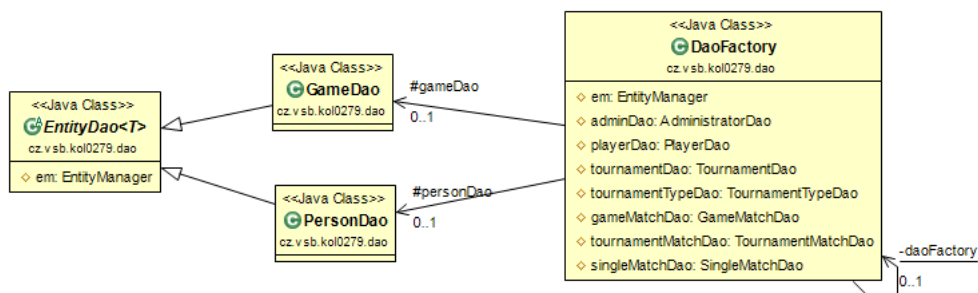 <<Java Class>>
EntityDao<T>
cz.vsb.kol0279.dao
em: EntityManager
<<Java Class>>
GameDao
cz.vsb.kol0279.dao
<<Java Class>>
PersonDao
cz.vsb.kol0279.dao
#gameDao
0..1
#personDao
0..1
<<Java Class>>
DaoFactory
cz.vsb.kol0279.dao
em: EntityManager
adminDao: AdministratorDao
playerDao: PlayerDao
tournamentDao: TournamentDao
tournamentTypeDao: TournamentTypeDao
gameMatchDao: GameMatchDao
tournamentMatchDao: TournamentMatchDao
singleMatchDao: SingleMatchDao
-daoFactory
0..1